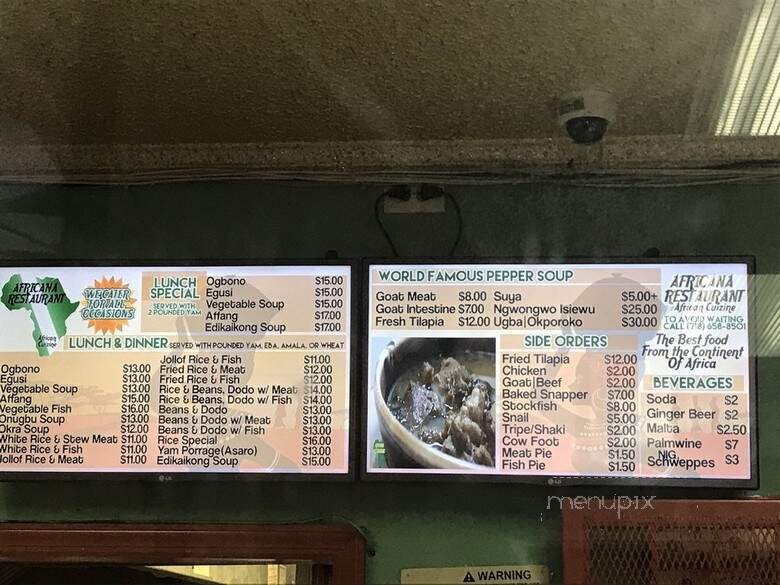 AFRICANA
RESTAURANT
African
Cuisine
WE CATER
FOR ALL
OCCASIONS
LUNCH
SPECIAL
SERVED WITH
2 POUNDED YAM
Ogbono $15.00
Egusi $15.00
Vegetable Soup $15.00
Affang $17.00
Edikaikong Soup $17.00
LUNCH & DINNER SERVED WITH POUNDED YAM, EBA, AMALA, OR WHEAT
Ogbono $13.00
Egusi $13.00
Vegetable Soup $13.00
Affang $15.00
Vegetable Fish $16.00
Onugbu Soup $13.00
Okra Soup $12.00
White Rice & Stew Meat $11.00
White Rice & Fish $11.00
Jollof Rice & Meat $11.00
Jollof Rice & Fish $11.00
Fried Rice & Meat $12.00
Fried Rice & Fish $12.00
Rice & Beans, Dodo w/ Meat $14.00
Rice & Beans, Dodo w/ Fish $14.00
Beans & Dodo $13.00
Beans & Dodo w/ Meat $13.00
Beans & Dodo w/ Fish $13.00
Rice Special $16.00
Yam Porrage(Asaro) $13.00
Edikaikong Soup $15.00
LG
WORLD FAMOUS PEPPER SOUP
Goat Meat $8.00 Suya $5.00+
Goat Intestine $7.00 Ngwongwo Isiewu $25.00
Fresh Tilapia $12.00 Ugba|Okporoko $30.00
SIDE ORDERS
Fried Tilapia $12.00
Chicken $2.00
Goat|Beef $2.00
Baked Snapper $7.00
Stockfish $8.00
Snail $5.00
Tripe/Shaki $2.00
Cow Foot $2.00
Meat Pie $1.50
Fish Pie $1.50
AFRICANA
RESTAURANT
African Cuizine
TO AVOID WAITING
CALL (718) 658-8501
The Best food
From the Continent
Of Africa
BEVERAGES
Soda $2
Ginger Beer $2
Malta $2.50
Palmwine $7
NIG.
Schweppes $3
LG
menupix
WARNING